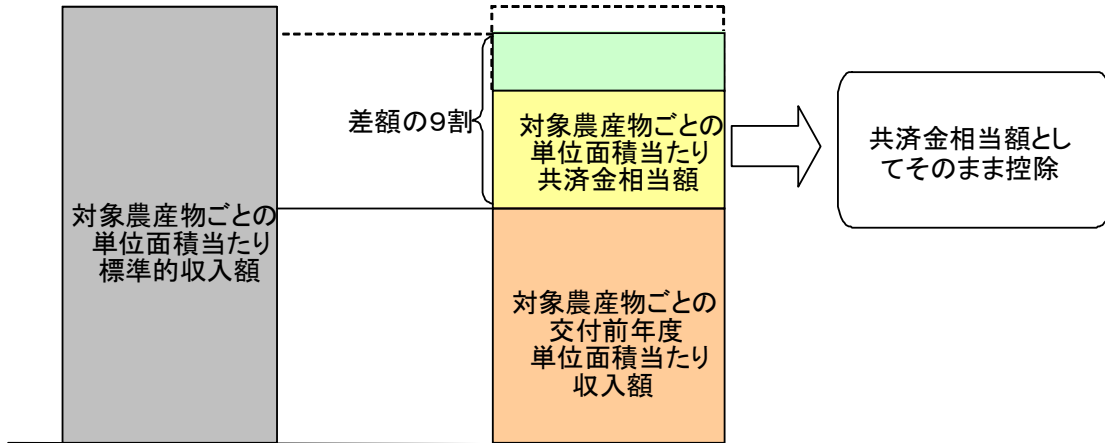 差額の９割
対象農産物ごとの
単位面積当たり
共済金相当額
共済金相当額とし
てそのまま控除
対象農産物ごとの
単位面積当たり
標準的収入額
対象農産物ごとの
交付前年度
単位面積当たり
収入額